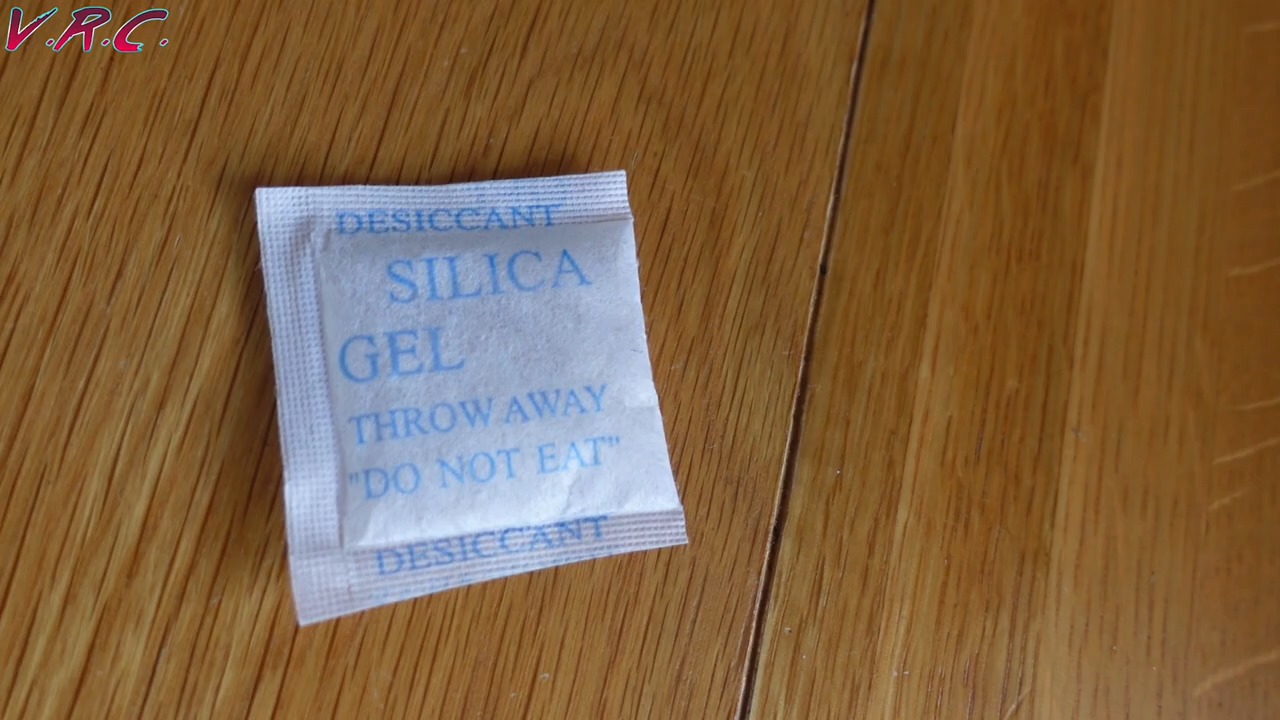 V.R.C.
DESICCANT
SILICA
GEL
THROW AWAY
"DO NOT EAT"
DESICCANT